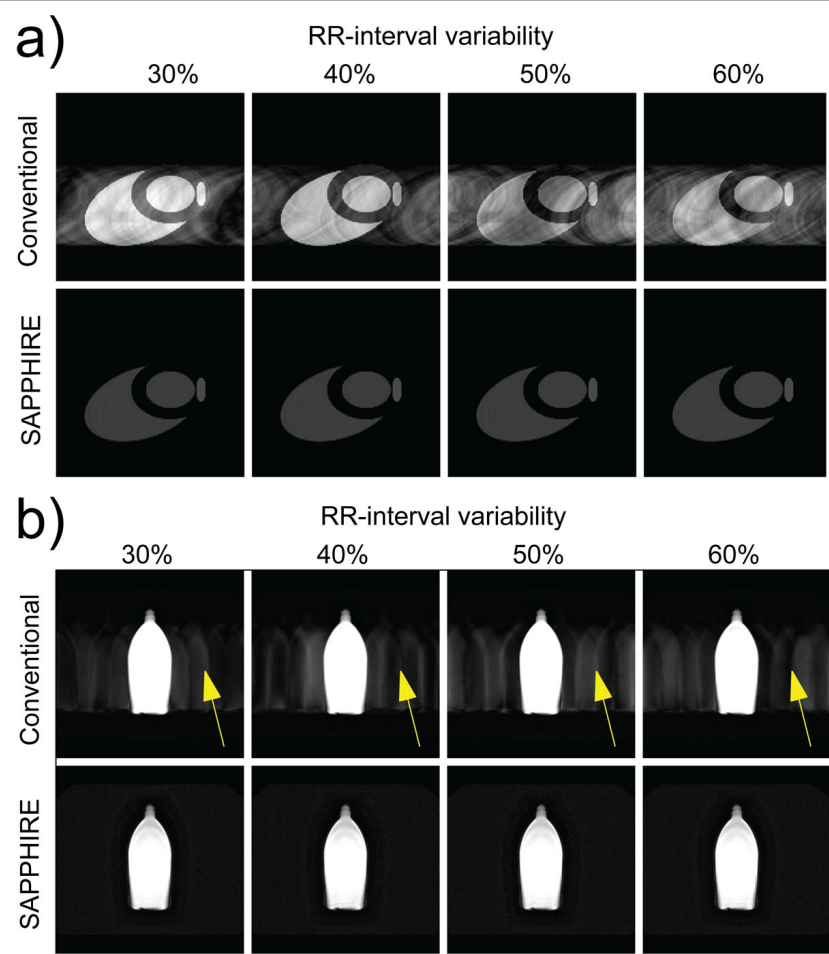 a)
RR-interval variability
30% 40% 50% 60%
Conventional
SAPPHIRE
b)
RR-interval variability
30% 40% 50% 60%
Conventional
SAPPHIRE